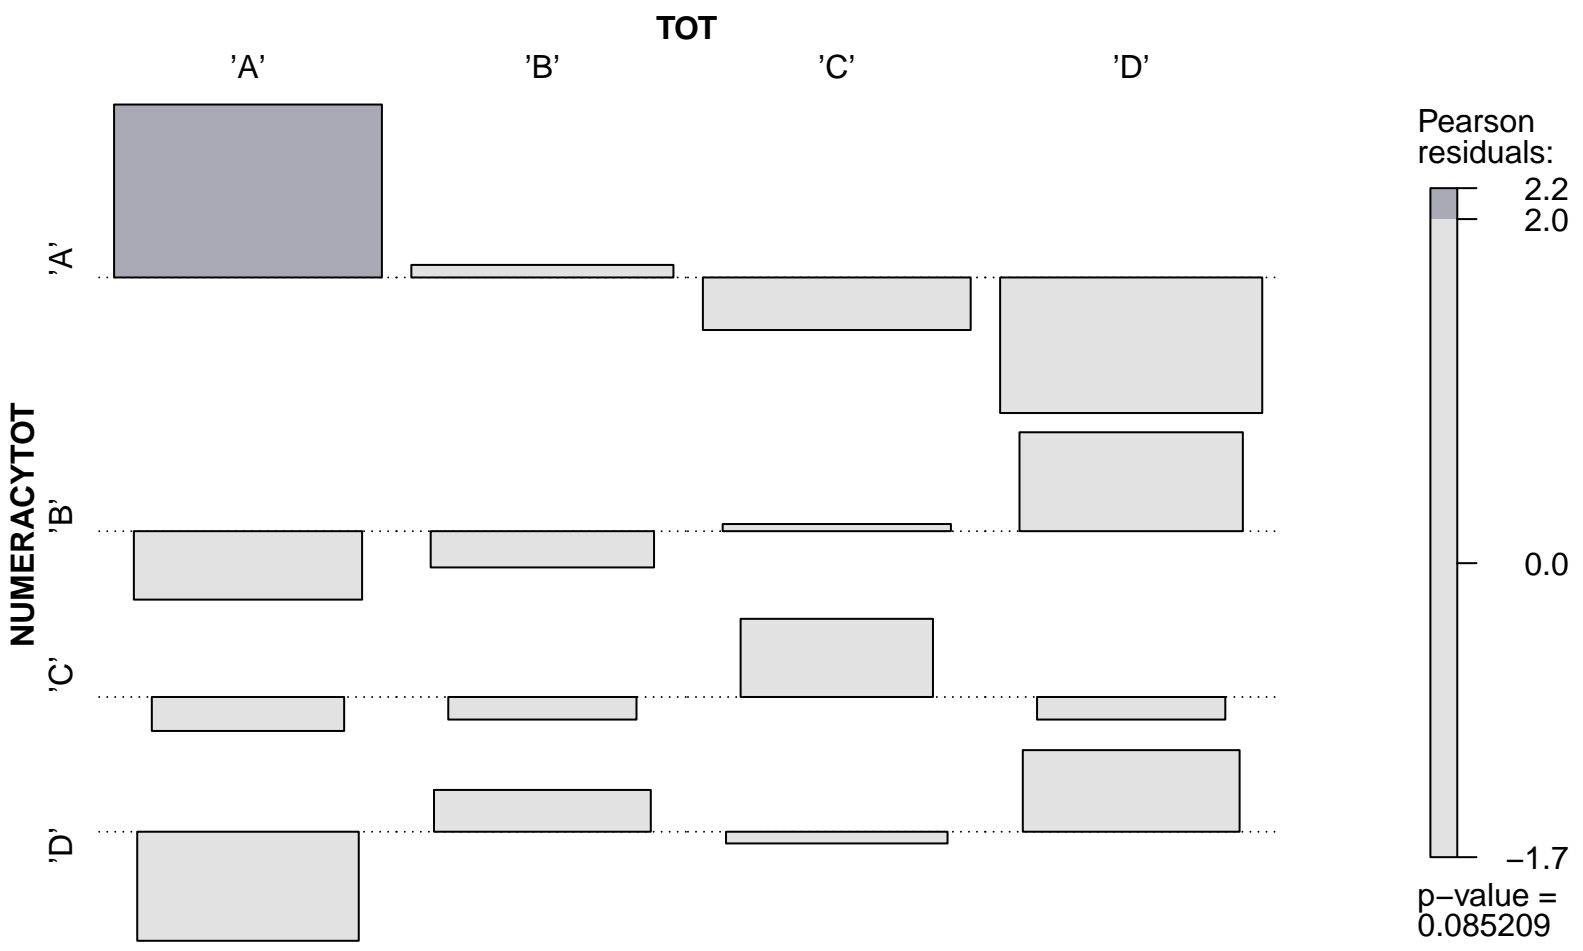 TOT
’A’
’B’
’C’
’D’
NUMERACYTOT
’A’
’B’
’C’
’D’
Pearson
residuals:
2.2
2.0
0.0
−1.7
p−value =
0.085209